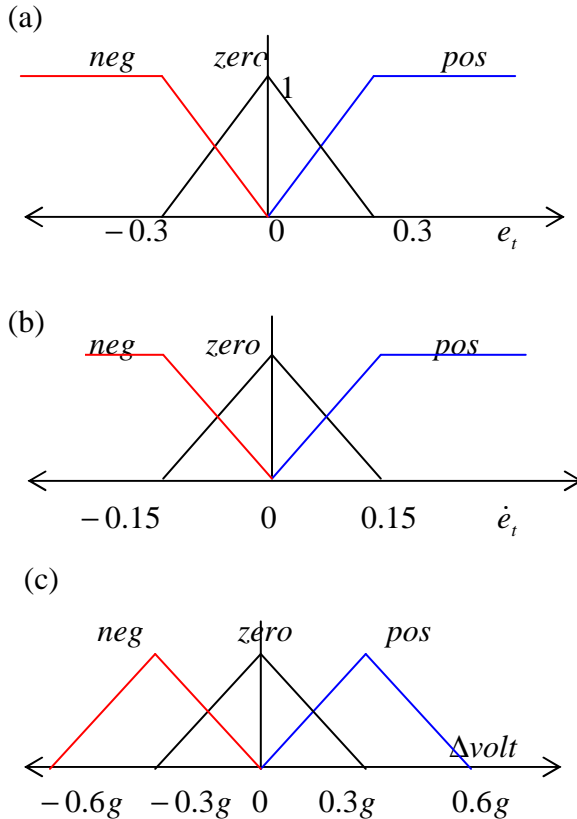 (a)
neg zero pos
1
−0.3 0 0.3 e_t
(b)
neg zero pos
−0.15 0 0.15 ė_t
(c)
neg zero pos
Δvolt
−0.6g −0.3g 0 0.3g 0.6g